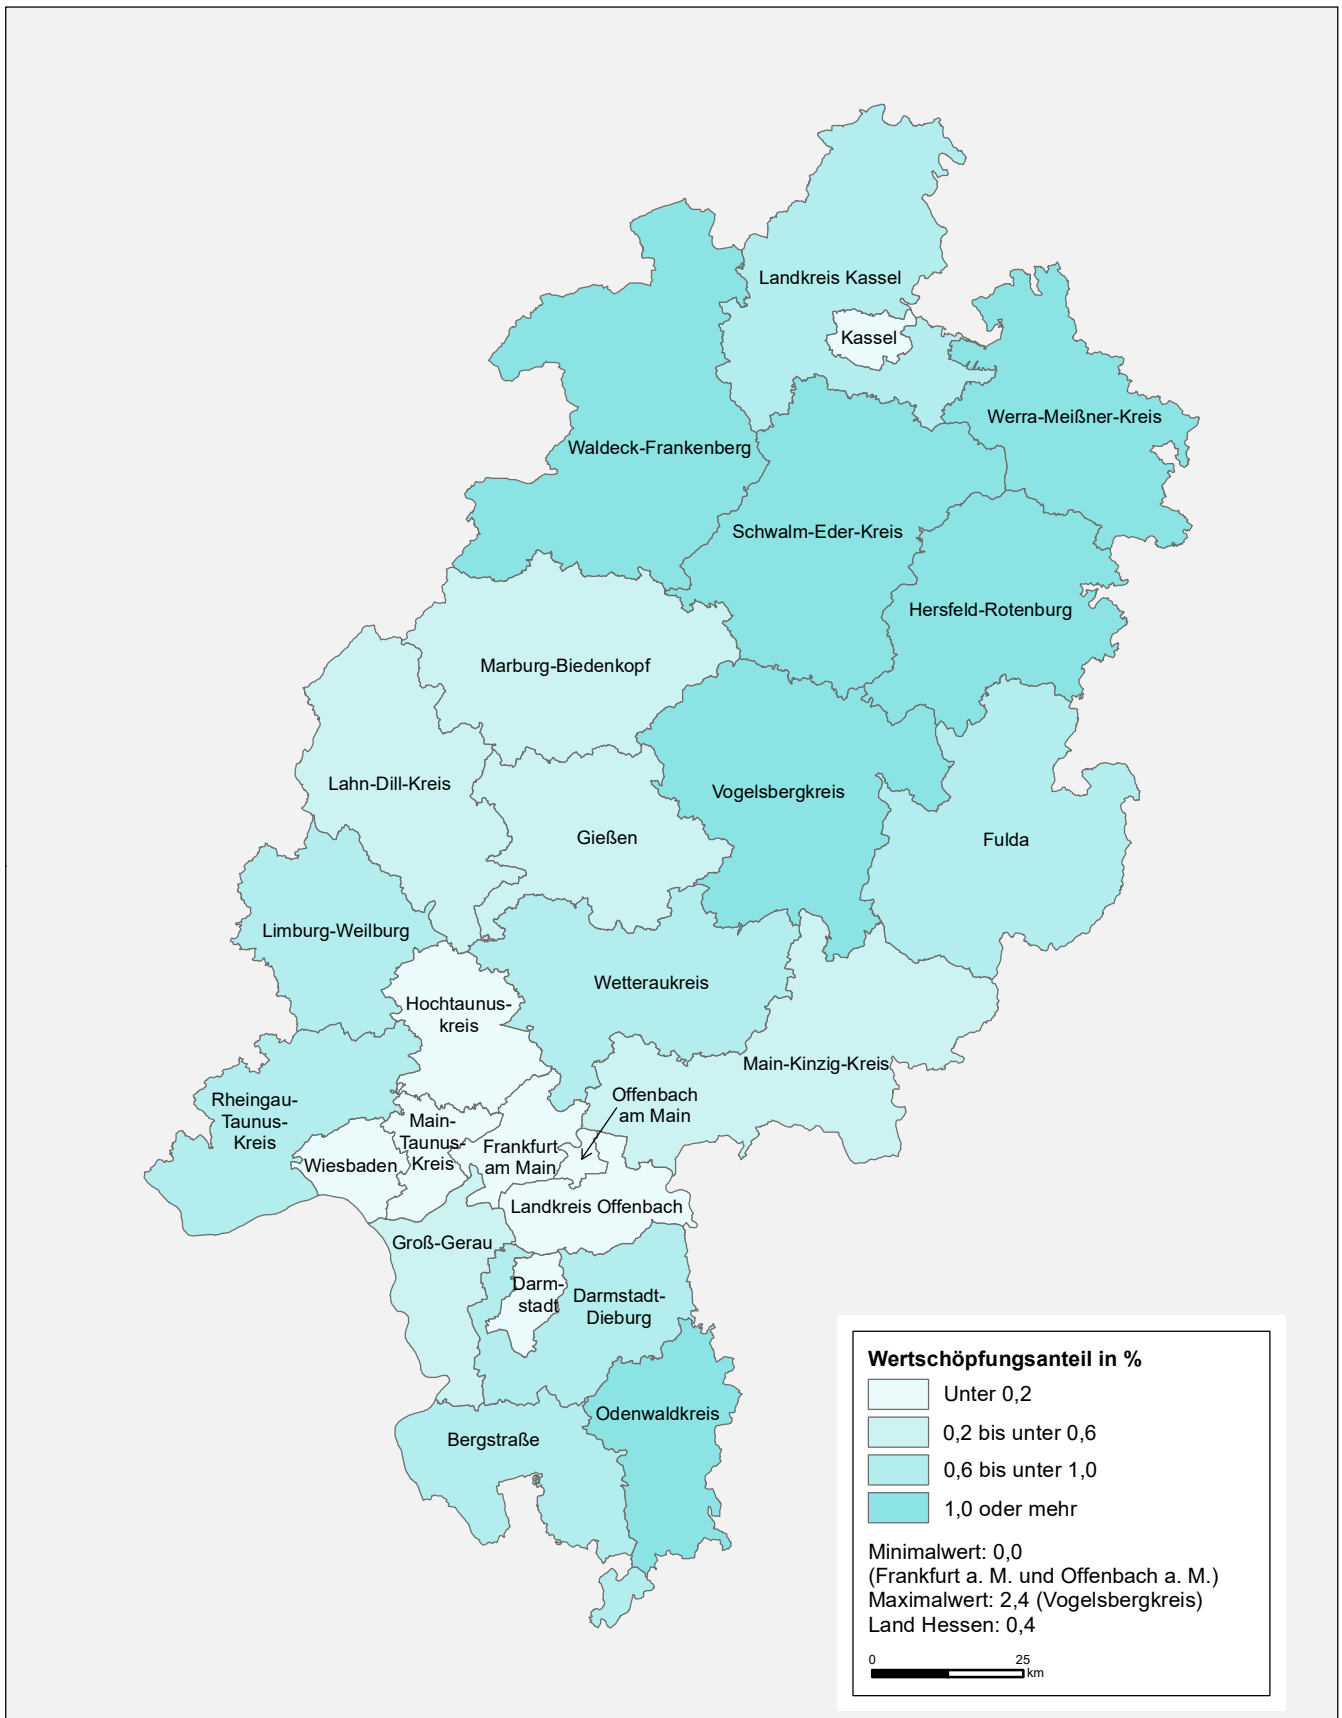 Landkreis Kassel
Kassel
Werra-Meißner-Kreis
Waldeck-Frankenberg
Schwalm-Eder-Kreis
Hersfeld-Rotenburg
Marburg-Biedenkopf
Lahn-Dill-Kreis
Vogelsbergkreis
Gießen
Fulda
Limburg-Weilburg
Wetteraukreis
Hochtaunus-
kreis
Main-Kinzig-Kreis
Offenbach
am Main
Rheingau-
Taunus-
Kreis
Main-
Taunus-
Kreis
Frankfurt
am Main
Wiesbaden
Landkreis Offenbach
Groß-Gerau
Darm-
stadt
Darmstadt-
Dieburg
Odenwaldkreis
Bergstraße
Wertschöpfungsanteil in %
Unter 0,2
0,2 bis unter 0,6
0,6 bis unter 1,0
1,0 oder mehr
Minimalwert: 0,0
(Frankfurt a. M. und Offenbach a. M.)
Maximalwert: 2,4 (Vogelsbergkreis)
Land Hessen: 0,4
0 25
km